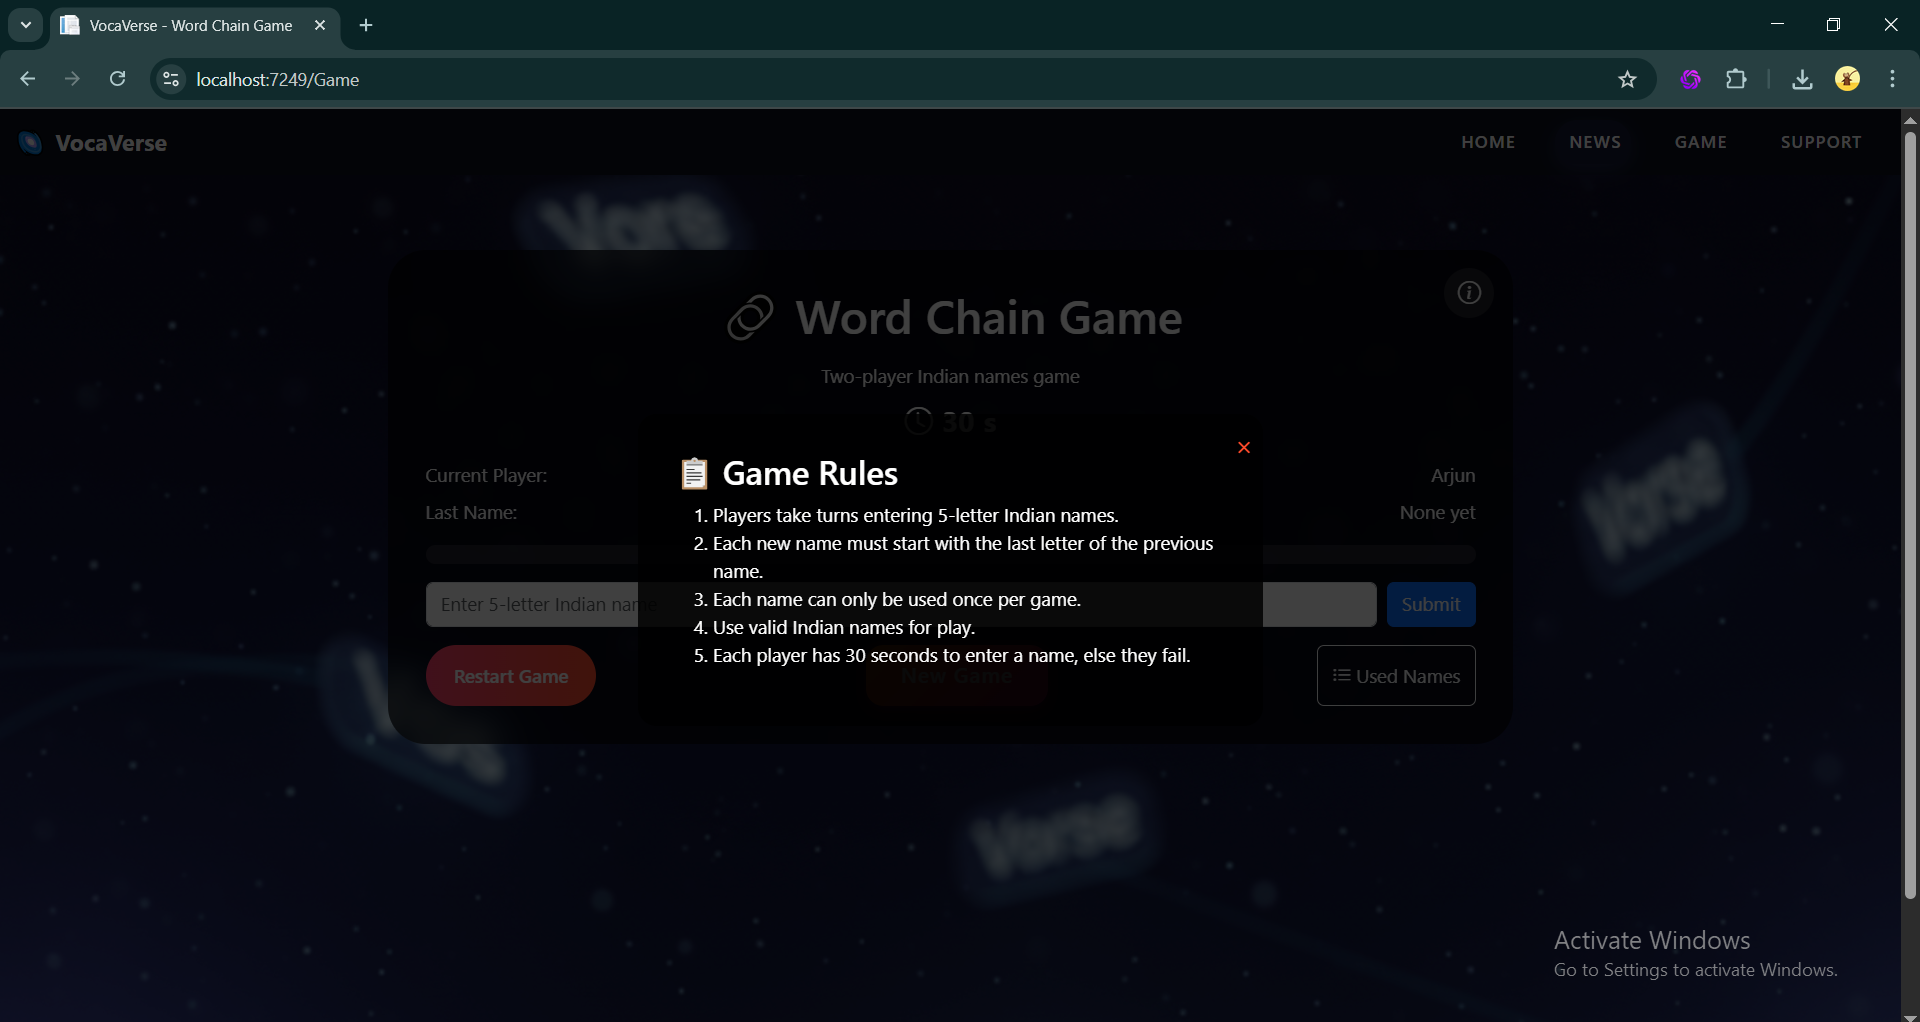 VocaVerse - Word Chain Game
localhost:7249/Game
VocaVerse
HOME NEWS GAME SUPPORT
Word Chain Game
Two-player Indian names game
30 s
Game Rules
Current Player: Arjun
Last Name: None yet
1. Players take turns entering 5-letter Indian names.
2. Each new name must start with the last letter of the previous
name.
3. Each name can only be used once per game.
4. Use valid Indian names for play.
5. Each player has 30 seconds to enter a name, else they fail.
Enter 5-letter Indian name
Submit
Restart Game
New Game
Used Names
Verse
Verse
Activate Windows
Go to Settings to activate Windows.